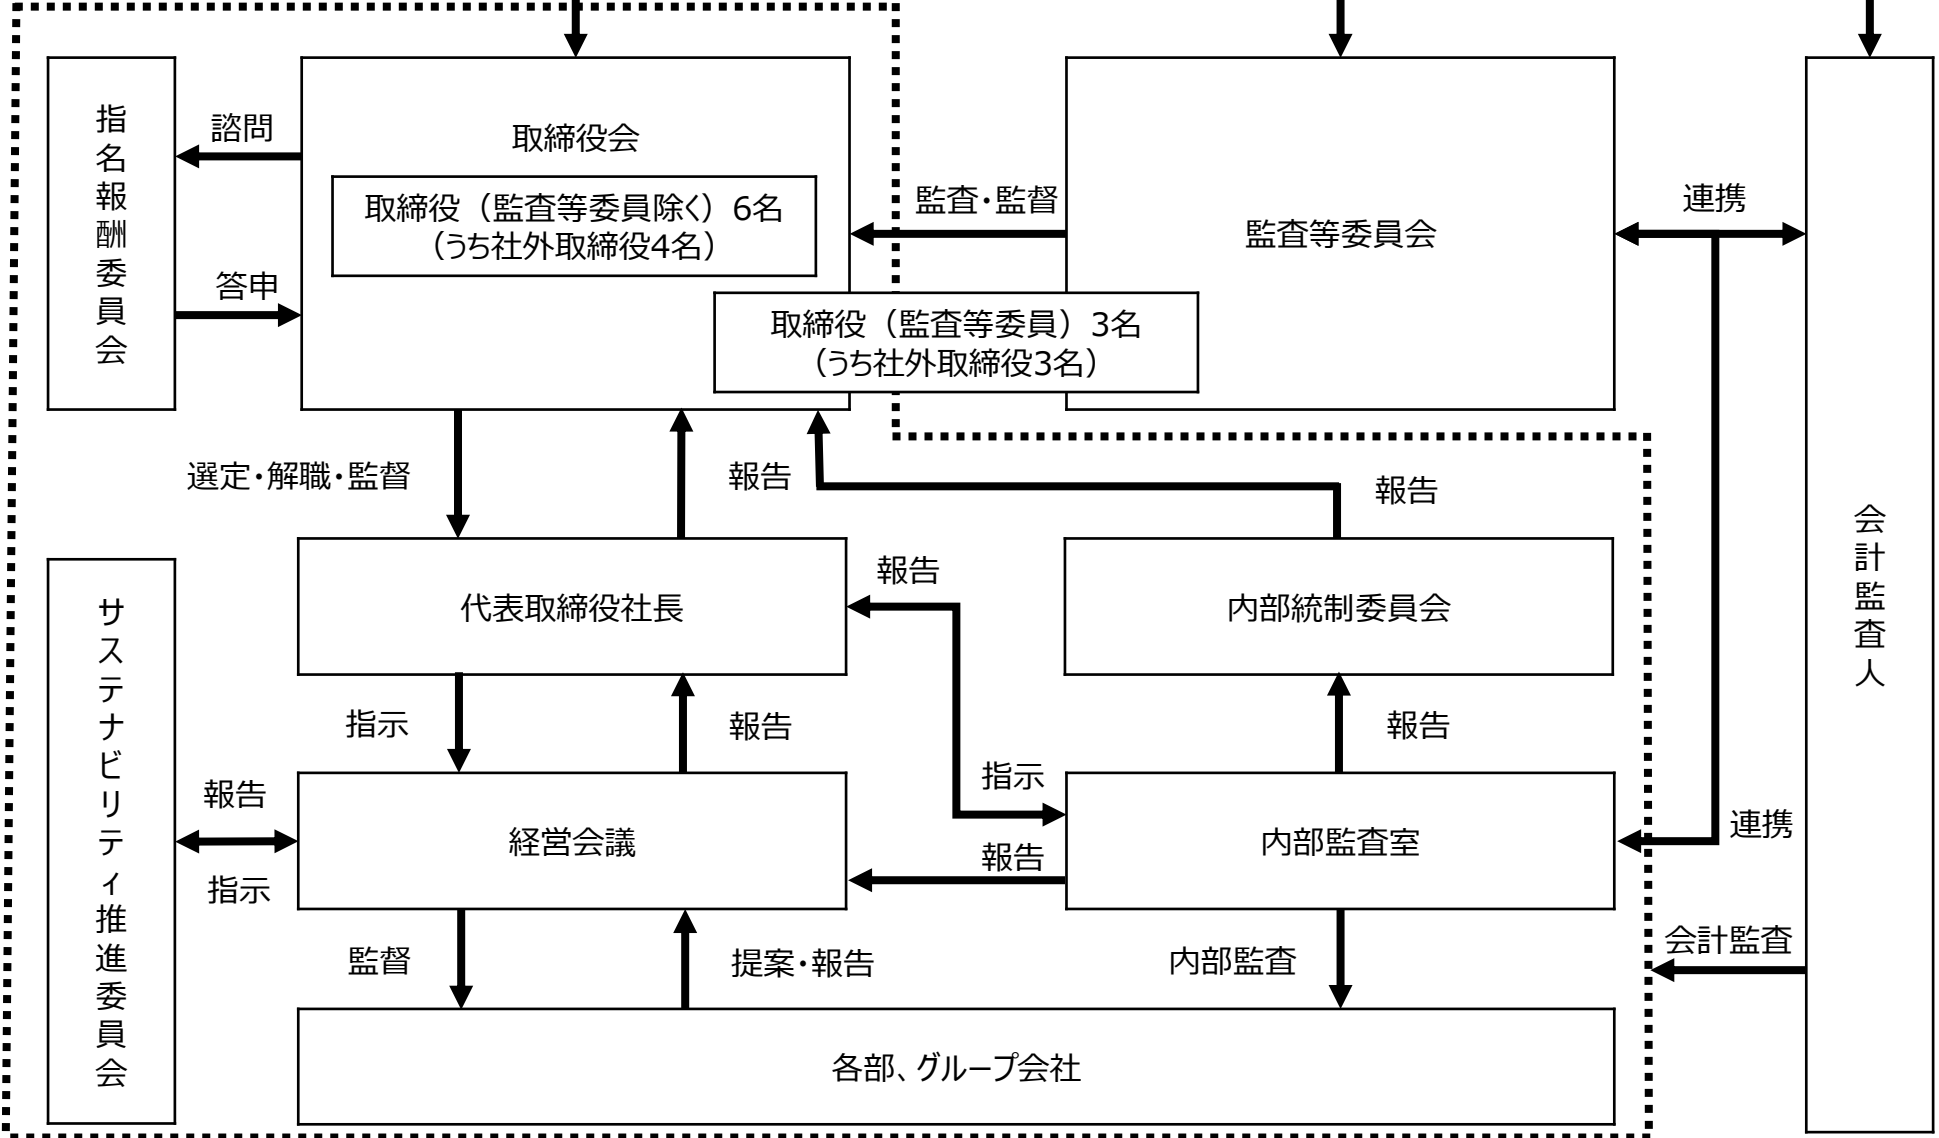 指名報酬委員会
諮問
答申
取締役会
取締役（監査等委員除く）6名
（うち社外取締役4名）
監査・監督
監査等委員会
連携
取締役（監査等委員）3名
（うち社外取締役3名）
選定・解職・監督
報告
報告
会計監査人
代表取締役社長
報告
内部統制委員会
サステナビリティ推進委員会
指示
報告
報告
報告
指示
指示
経営会議
報告
内部監査室
連携
監督
提案・報告
内部監査
会計監査
各部、グループ会社